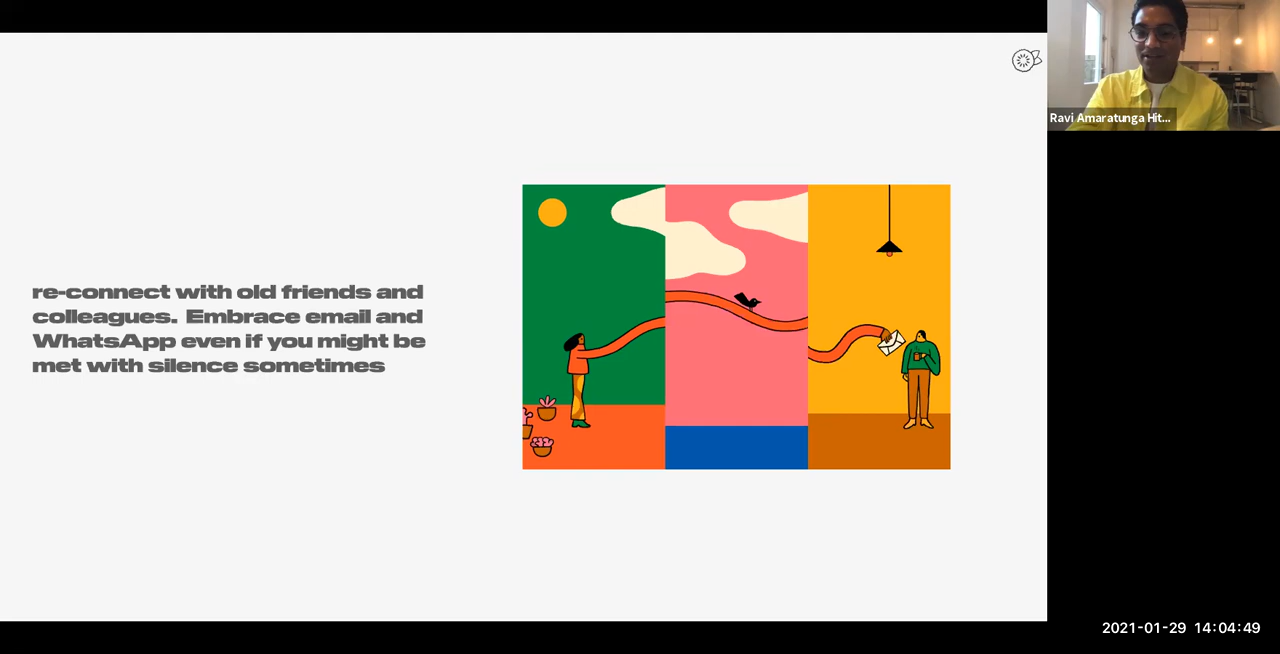 re-connect with old friends and
colleagues. Embrace email and
WhatsApp even if you might be
met with silence sometimes
Ravi Amaratunga Hit...
2021-01-29 14:04:49